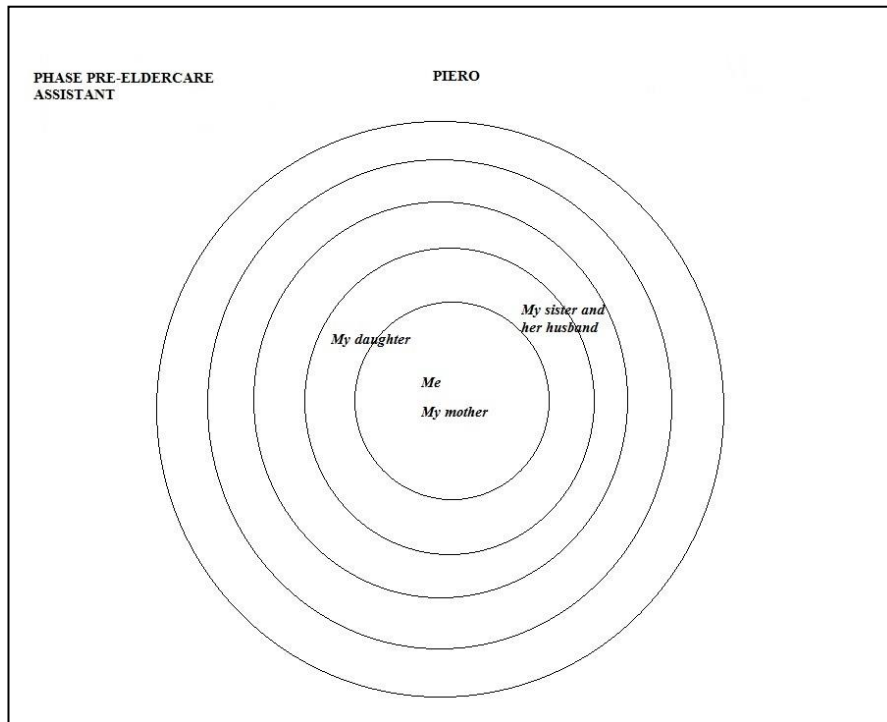 PHASE PRE-ELDERCARE
ASSISTANT
PIERO
My sister and
her husband
My daughter
Me
My mother